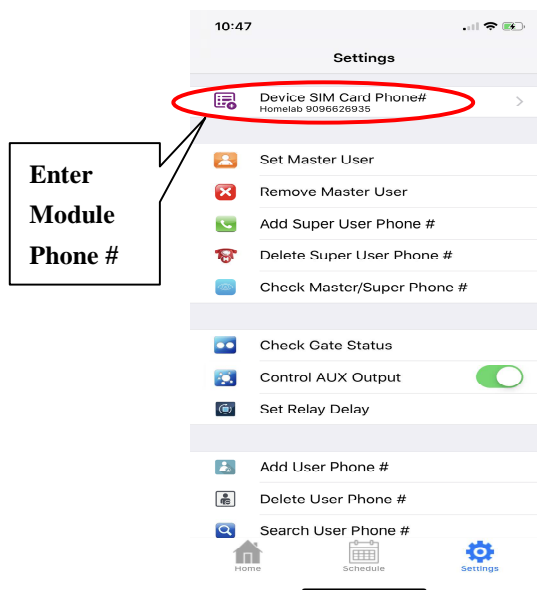 10:47
Settings
Device SIM Card Phone#
Homelab 9096626935
Enter
Module
Phone #
Set Master User
Remove Master User
Add Super User Phone #
Delete Super User Phone #
Check Master/Super Phone #
Check Gate Status
Control AUX Output
Set Relay Delay
Add User Phone #
Delete User Phone #
Search User Phone #
Home
Schedule
Settings